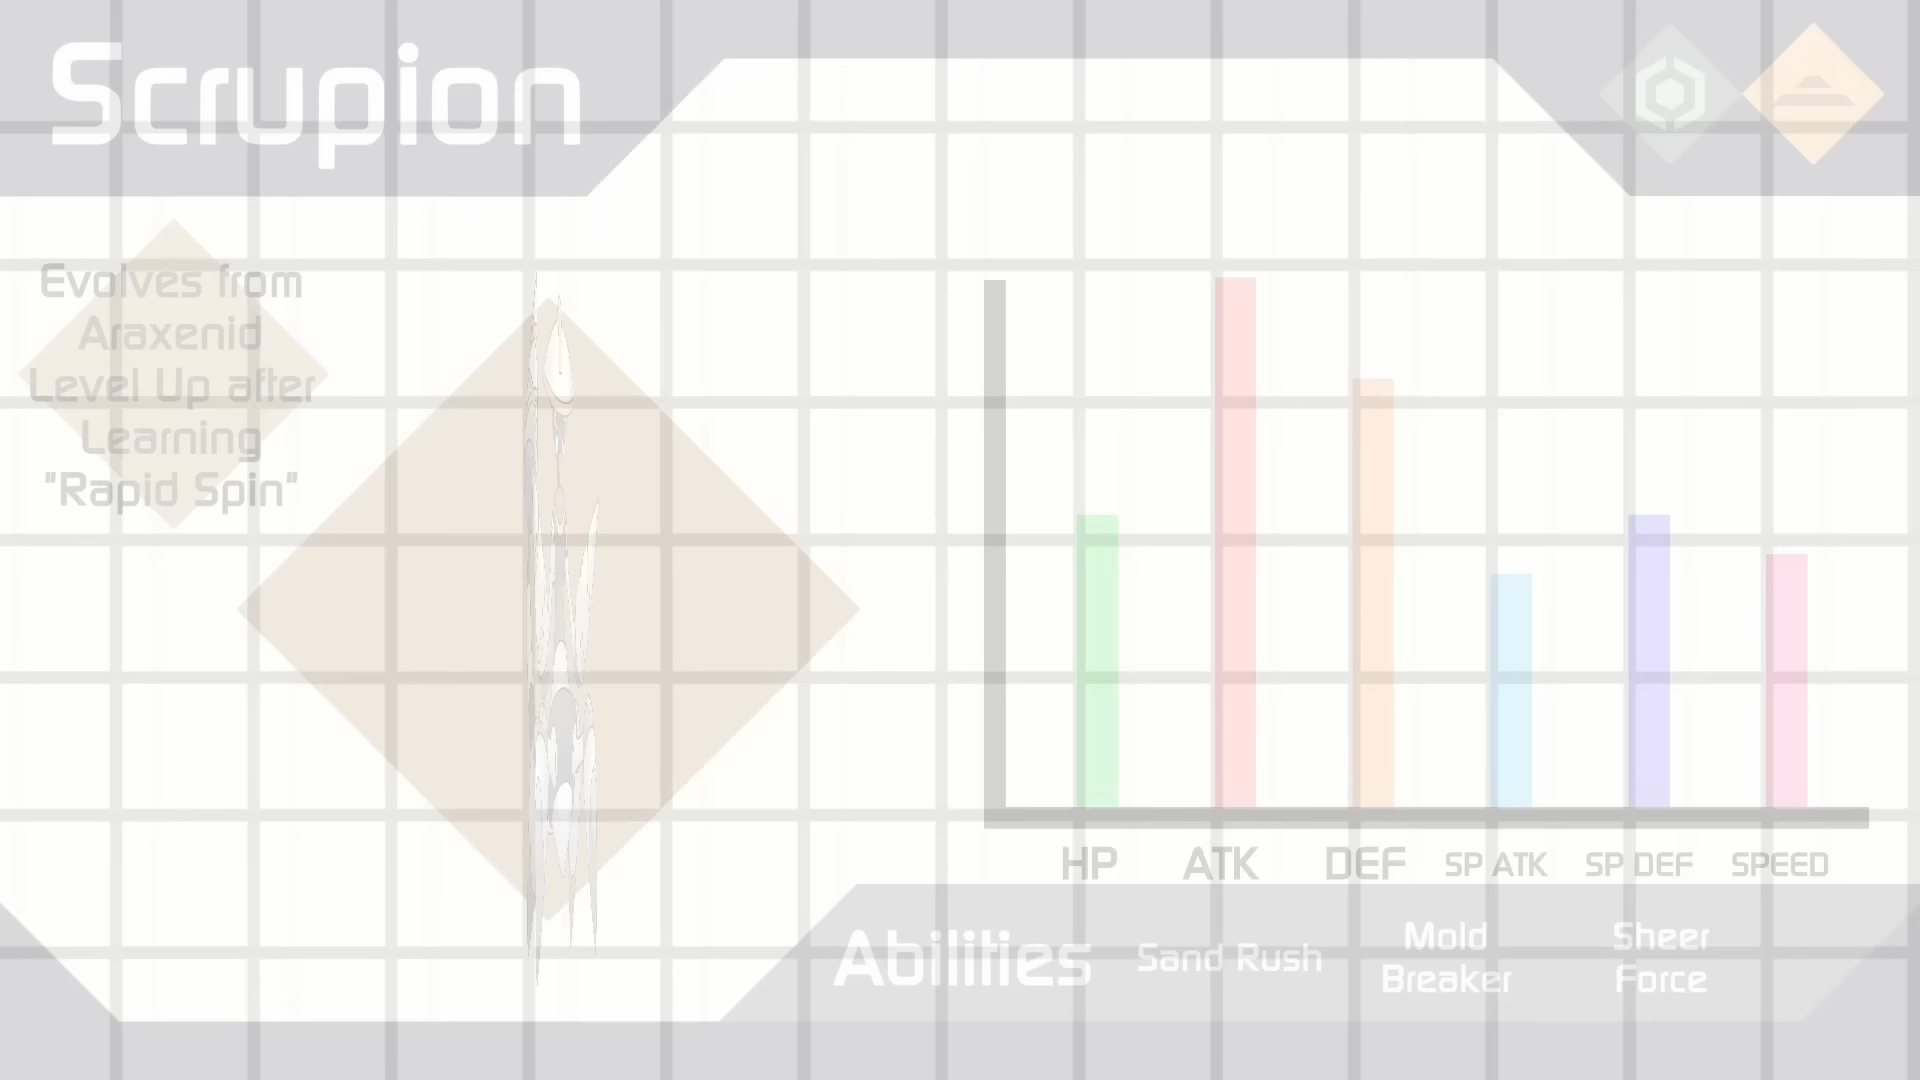 Scrupion
Evolves from
Araxenid
Level Up after
Learning
"Rapid Spin"
HP ATK DEF SP ATK SP DEF SPEED
Abilities
Sand Rush
Mold
Breaker
Sheer
Force